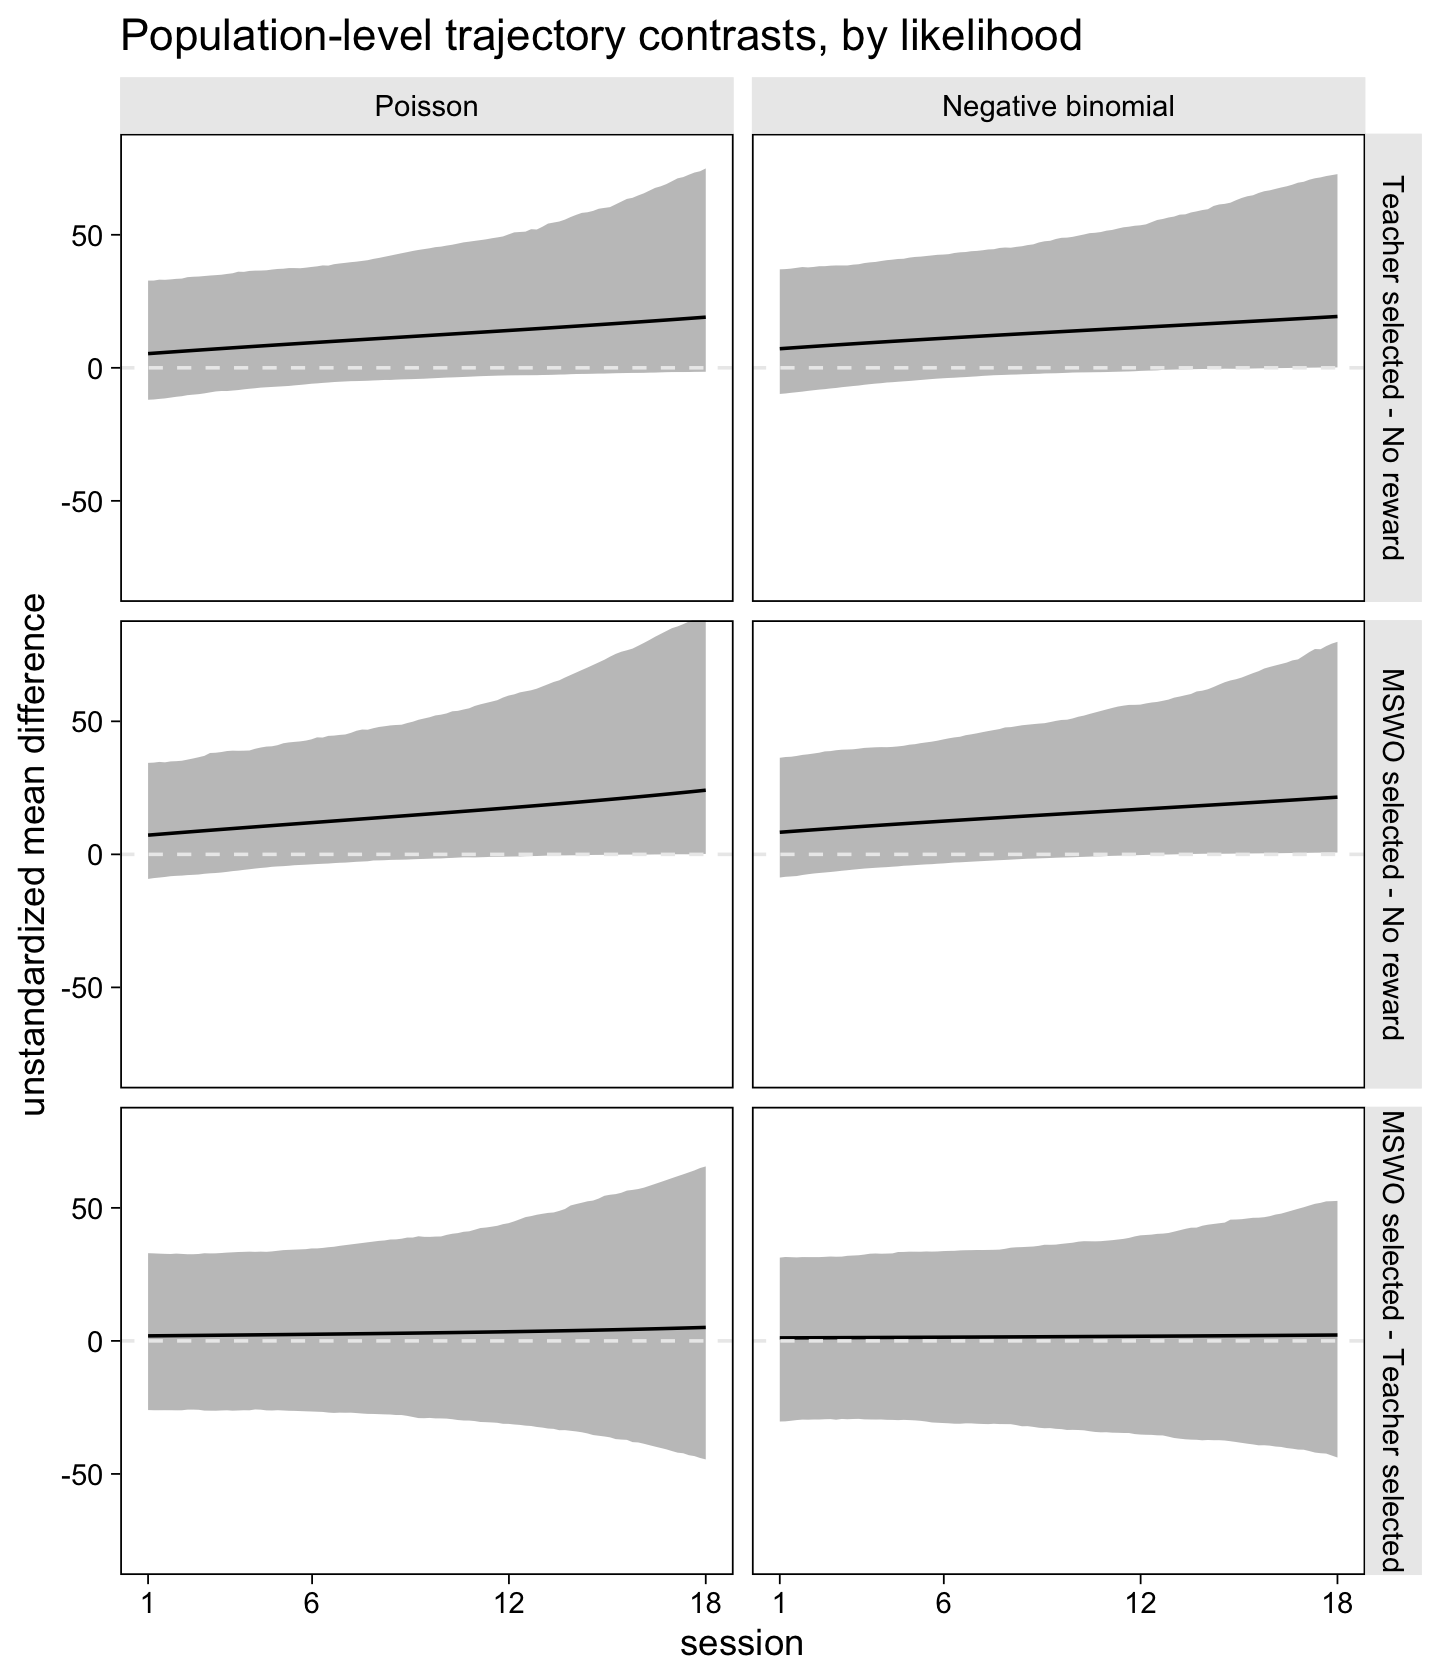 Population-level trajectory contrasts, by likelihood
Poisson
Negative binomial
50
0
-50
Teacher selected - No reward
50
0
-50
MSWO selected - No reward
50
0
-50
MSWO selected - Teacher selected
unstandardized mean difference
1 6 12 18
1 6 12 18
session